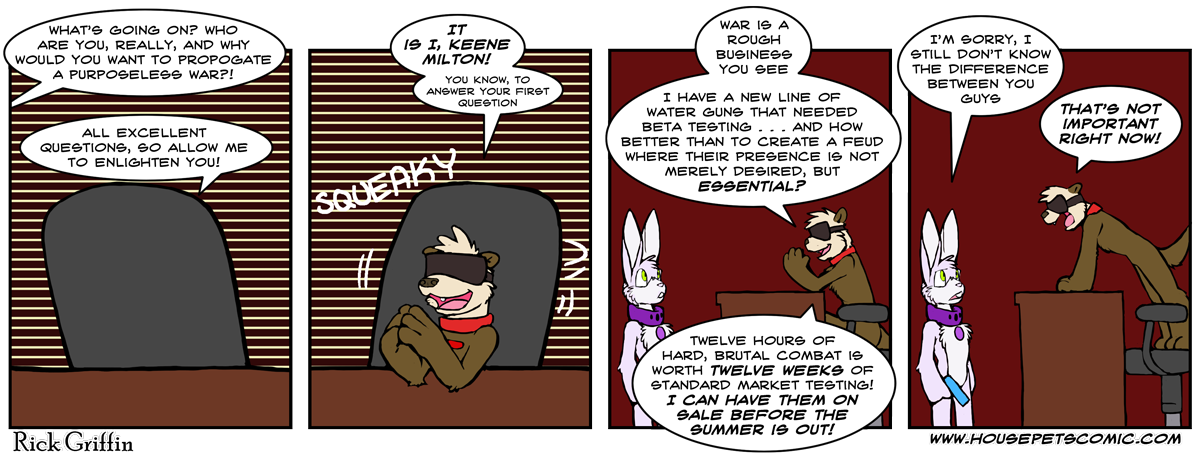 WHAT'S GOING ON? WHO
ARE YOU, REALLY, AND WHY
WOULD YOU WANT TO PROPOGATE
A PURPOSELESS WAR?!
ALL EXCELLENT
QUESTIONS, SO ALLOW ME
TO ENLIGHTEN YOU!
IT
IS I, KEENE
MILTON!
YOU KNOW, TO
ANSWER YOUR FIRST
QUESTION
SQUEAKY
WAR IS A
ROUGH
BUSINESS
YOU SEE
I HAVE A NEW LINE OF
WATER GUNS THAT NEEDED
BETA TESTING . . . AND HOW
BETTER THAN TO CREATE A FEUD
WHERE THEIR PRESENCE IS NOT
MERELY DESIRED, BUT
ESSENTIAL?
TWELVE HOURS OF
HARD, BRUTAL COMBAT IS
WORTH TWELVE WEEKS OF
STANDARD MARKET TESTING!
I CAN HAVE THEM ON
SALE BEFORE THE
SUMMER IS OUT!
I'M SORRY, I
STILL DON'T KNOW
THE DIFFERENCE
BETWEEN YOU
GUYS
THAT'S NOT
IMPORTANT
RIGHT NOW!
Rick Griffin
WWW.HOUSEPETSCOMIC.COM